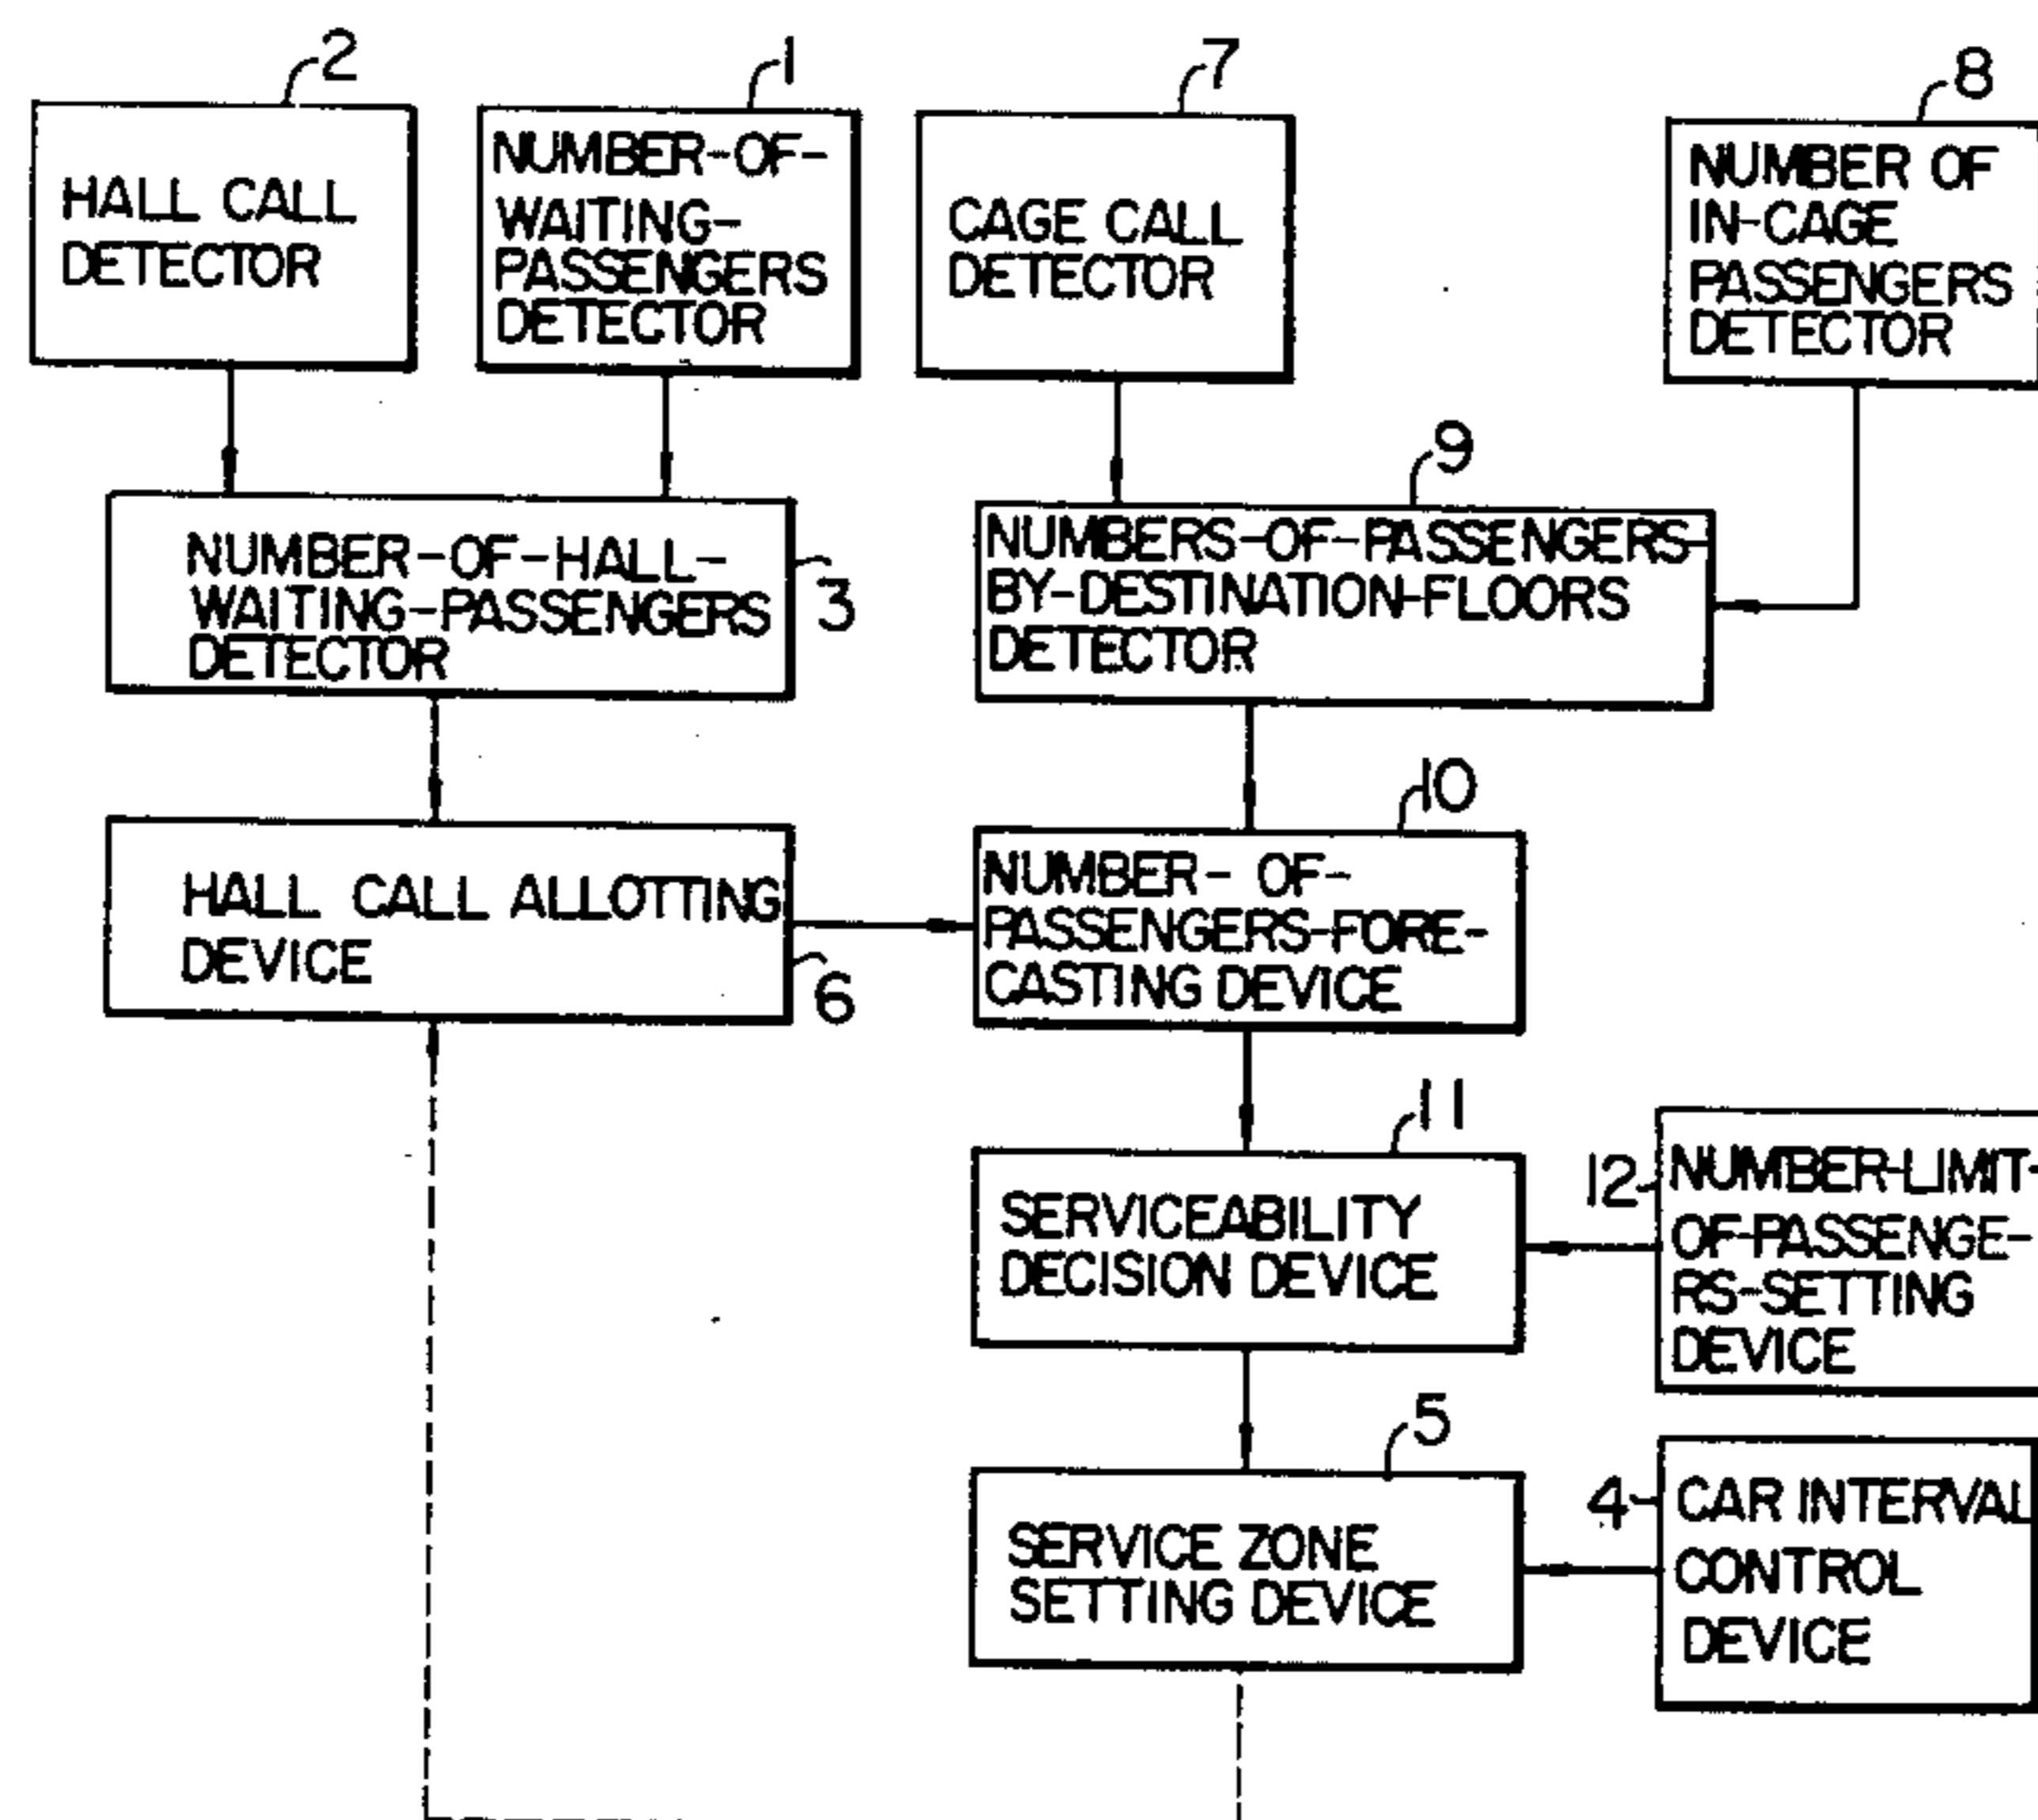 2
HALL CALL
DETECTOR
1
NUMBER-OF-
WAITING-
PASSENGERS
DETECTOR
7
CAGE CALL
DETECTOR
8
NUMBER OF
IN-CAGE
PASSENGERS
DETECTOR
NUMBER-OF-HALL-
WAITING-PASSENGERS
DETECTOR
3
9
NUMBERS-OF-PASSENGERS-
BY-DESTINATION-FLOORS
DETECTOR
HALL CALL ALLOTTING
DEVICE
6
10
NUMBER- OF-
PASSENGERS-FORE-
CASTING DEVICE
11
SERVICEABILITY
DECISION DEVICE
12
NUMBER-LIMIT-
OF-PASSENGE-
RS-SETTING
DEVICE
5
SERVICE ZONE
SETTING DEVICE
4
CAR INTERVAL
CONTROL
DEVICE